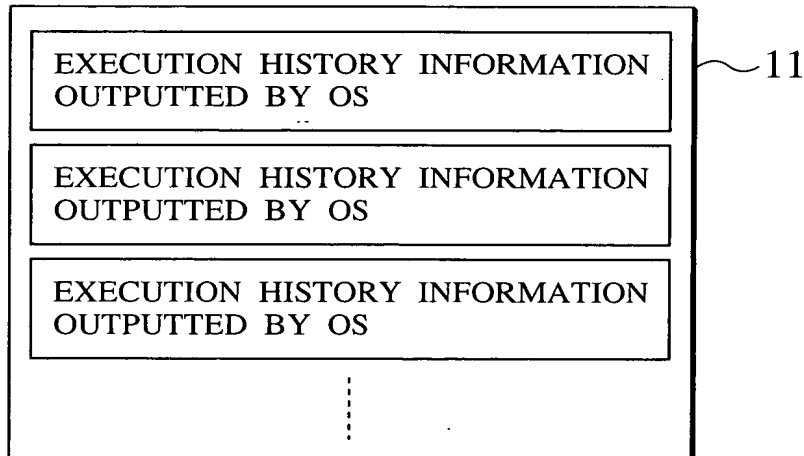 EXECUTION HISTORY INFORMATION
OUTPUTTED BY OS
11
EXECUTION HISTORY INFORMATION
OUTPUTTED BY OS
EXECUTION HISTORY INFORMATION
OUTPUTTED BY OS